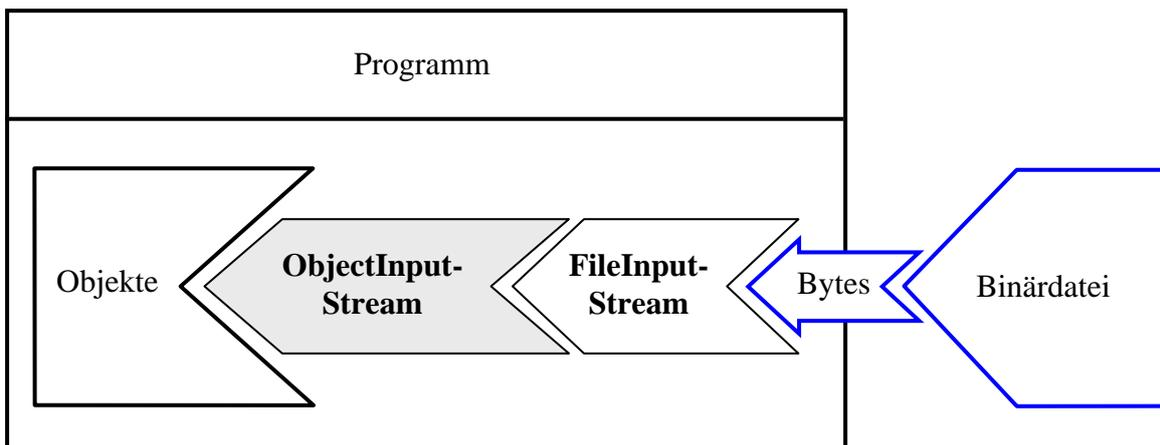 Programm
Objekte
ObjectInput-
Stream
FileInput-
Stream
Bytes
Binärdatei